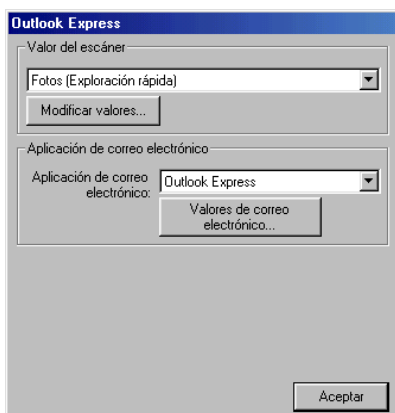 Outlook Express
Valor del escáner
Fotos (Exploración rápida)
Modificar valores...
Aplicación de correo electrónico
Aplicación de correo
electrónico:
Outlook Express
Valores de correo
electrónico...
Aceptar